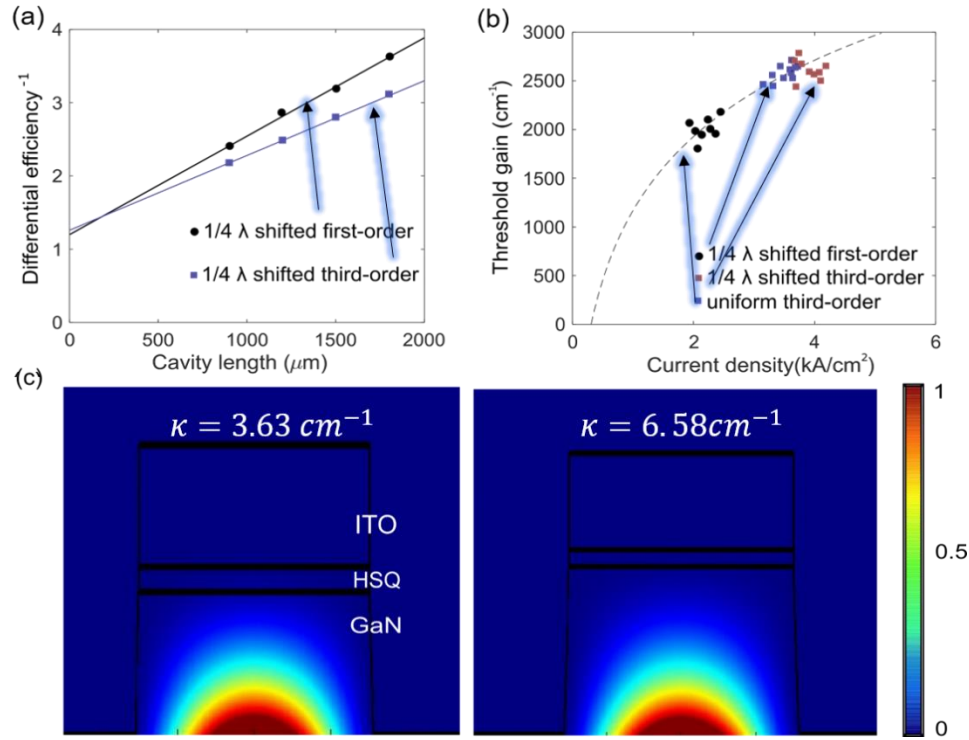 (a)
4
3
2
1
0
0 500 1000 1500 2000
Differential efficiency⁻¹
Cavity length (μm)
1/4 λ shifted first-order
1/4 λ shifted third-order
(b)
3000
2500
2000
1500
1000
500
0
0 2 4 6
Threshold gain (cm⁻¹)
Current density(kA/cm²)
1/4 λ shifted first-order
1/4 λ shifted third-order
uniform third-order
(c)
κ = 3.63 cm⁻¹
ITO
HSQ
GaN
κ = 6.58cm⁻¹
1
0.5
0